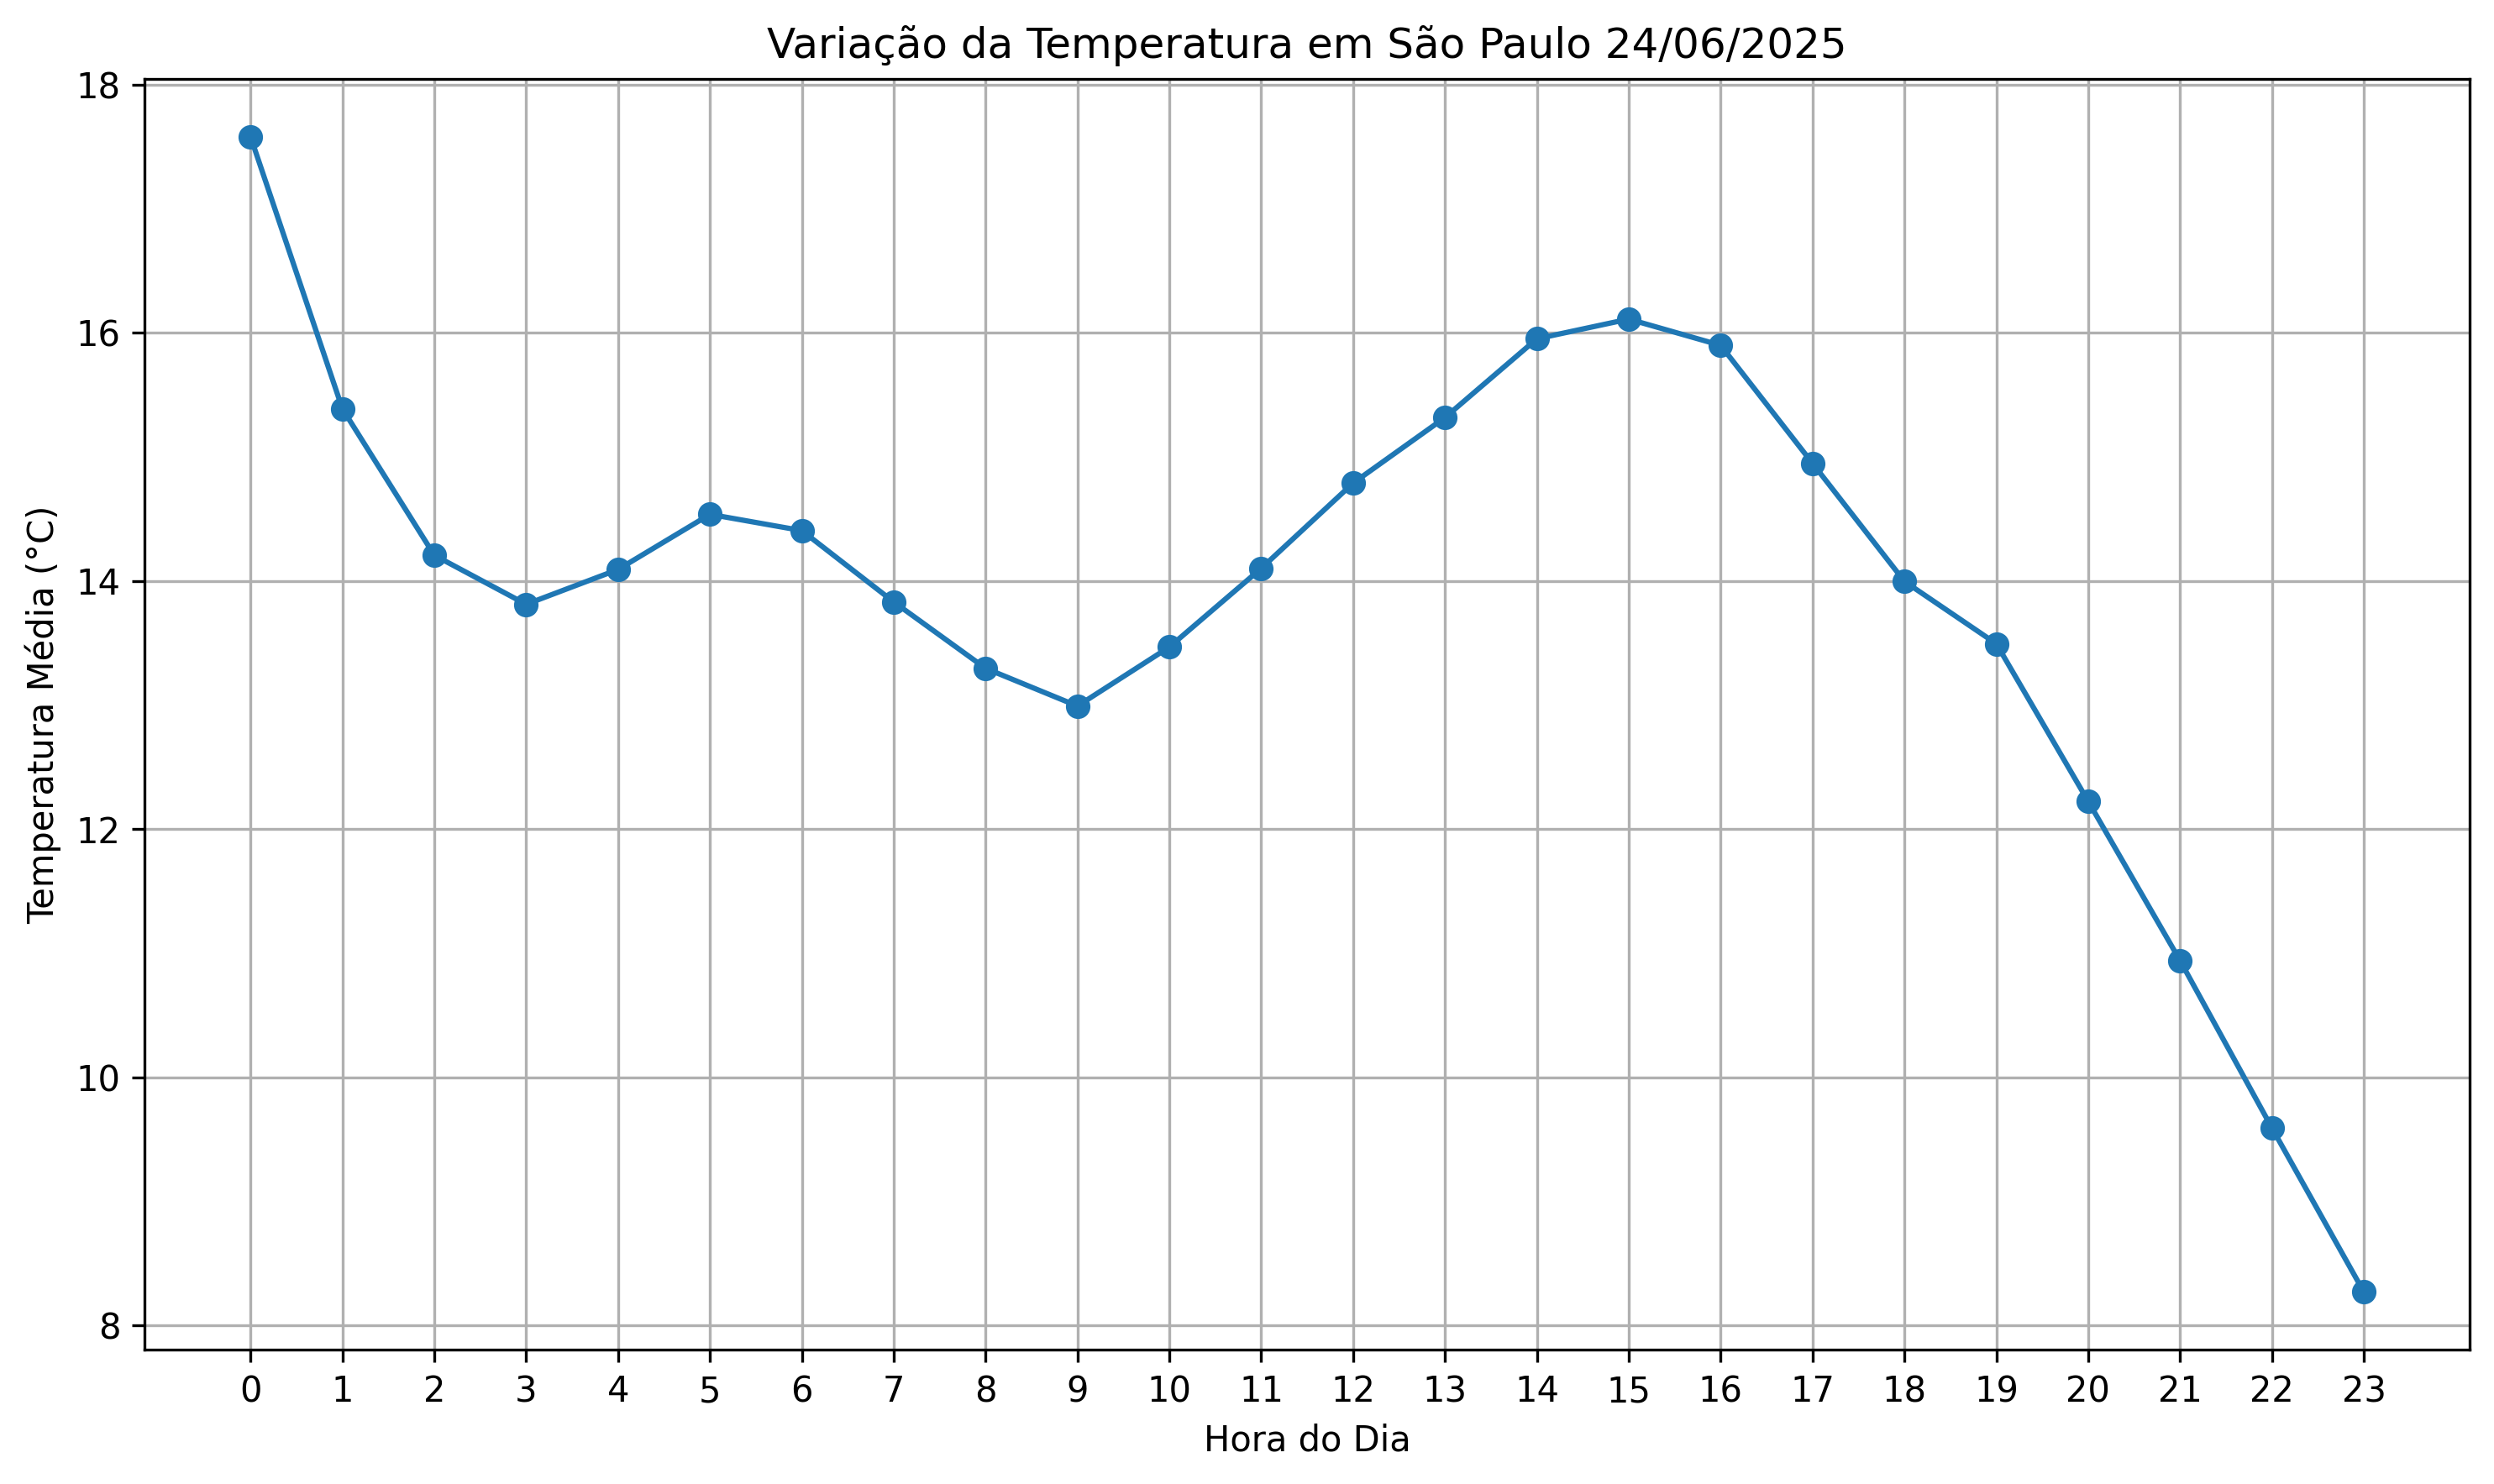 Variação da Temperatura em São Paulo 24/06/2025
Temperatura Média (°C)
18
16
14
12
10
8
0 1 2 3 4 5 6 7 8 9 10 11 12 13 14 15 16 17 18 19 20 21 22 23
Hora do Dia